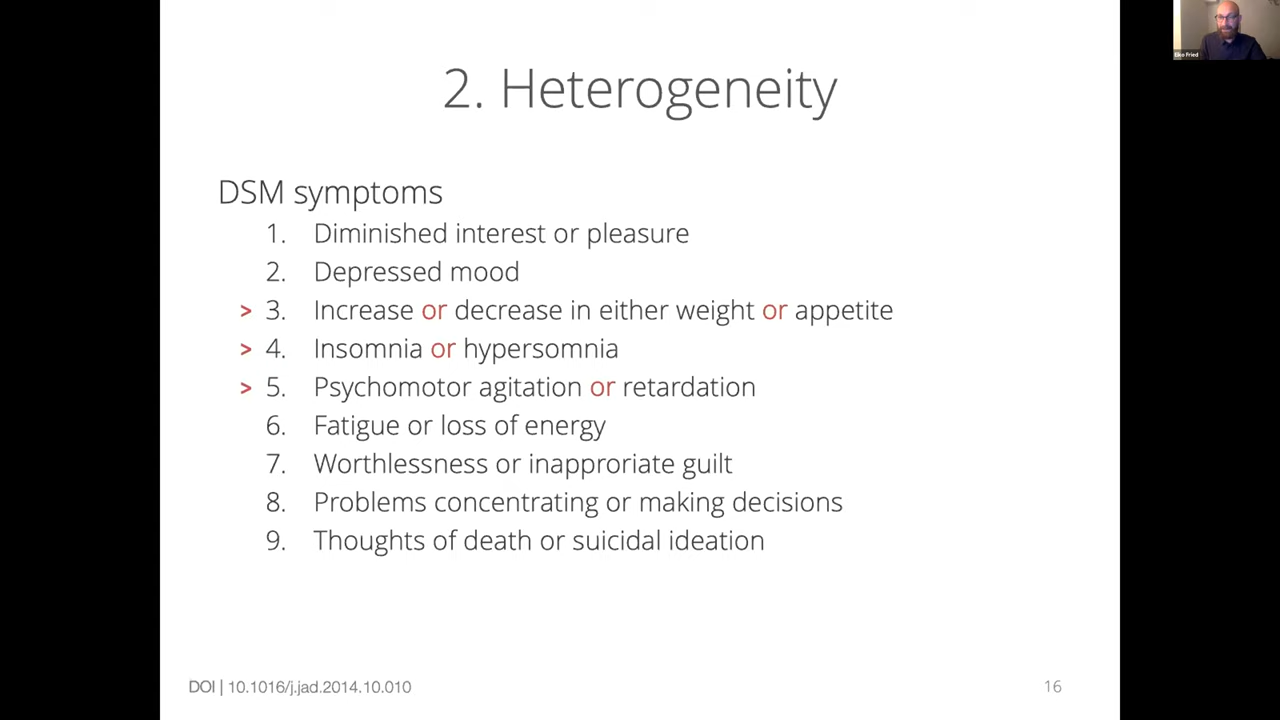 Eiko Fried
2. Heterogeneity
DSM symptoms
1. Diminished interest or pleasure
2. Depressed mood
> 3. Increase or decrease in either weight or appetite
> 4. Insomnia or hypersomnia
> 5. Psychomotor agitation or retardation
6. Fatigue or loss of energy
7. Worthlessness or inapproriate guilt
8. Problems concentrating or making decisions
9. Thoughts of death or suicidal ideation
DOI | 10.1016/j.jad.2014.10.010
16